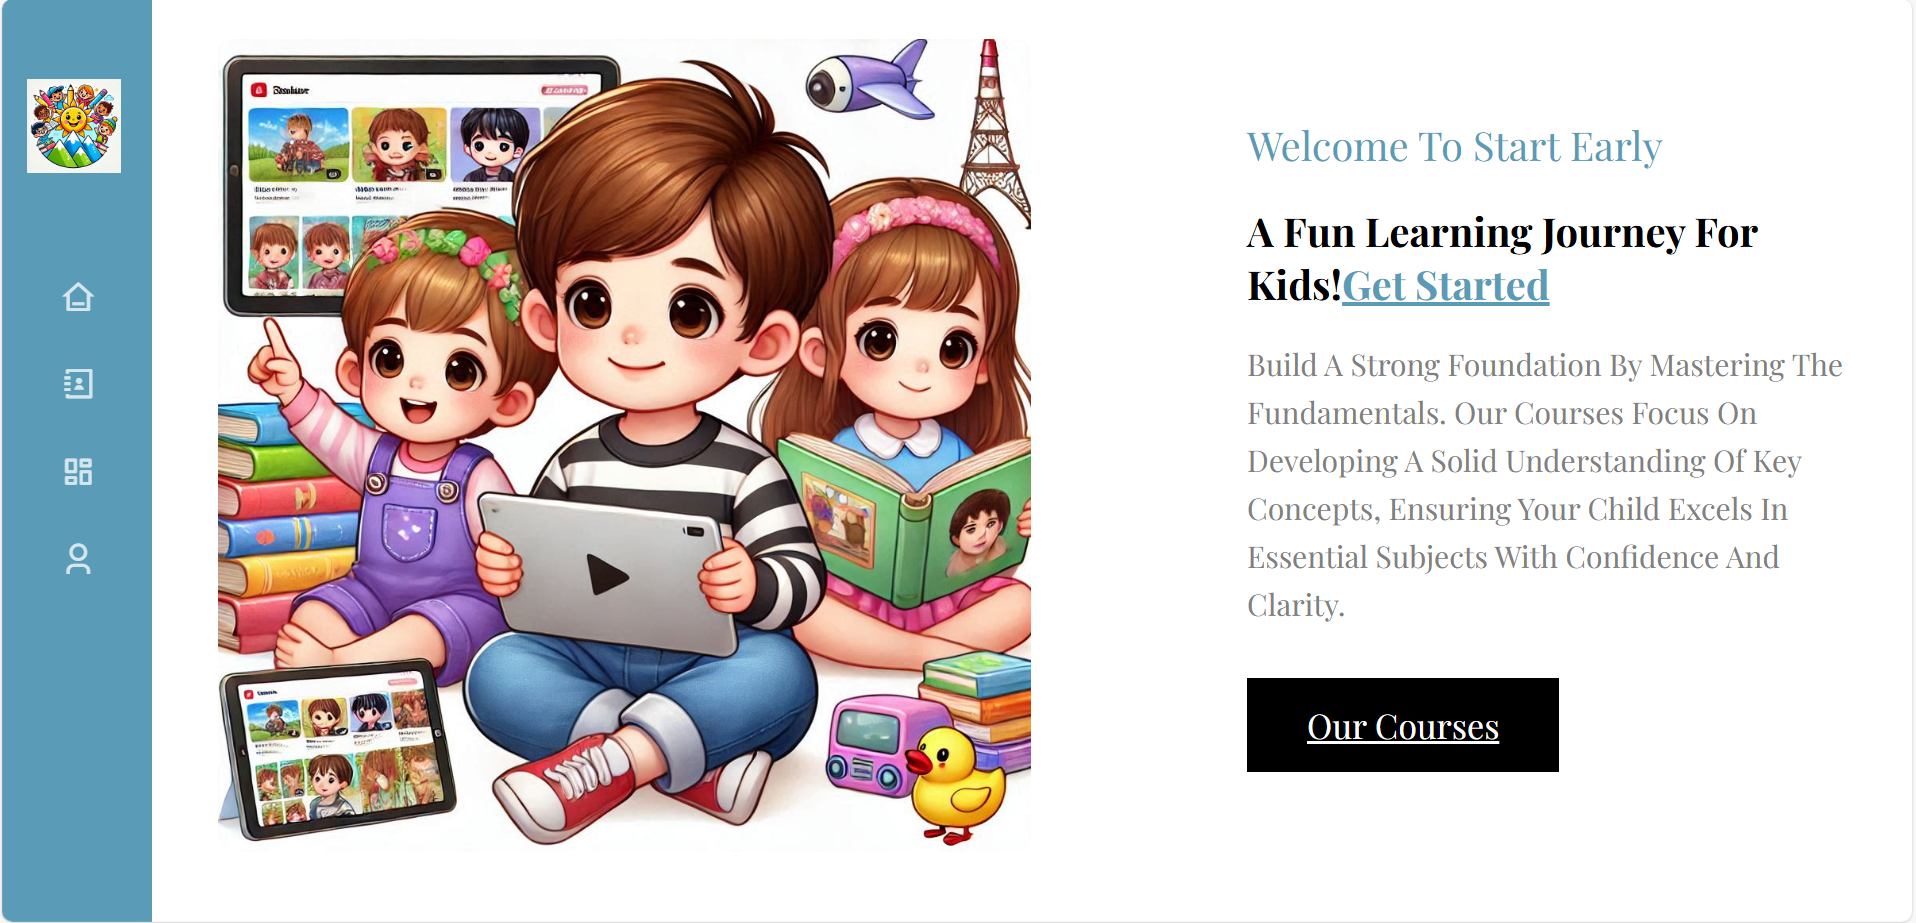 Welcome To Start Early
A Fun Learning Journey For
Kids!Get Started
Build A Strong Foundation By Mastering The
Fundamentals. Our Courses Focus On
Developing A Solid Understanding Of Key
Concepts, Ensuring Your Child Excels In
Essential Subjects With Confidence And
Clarity.
Our Courses